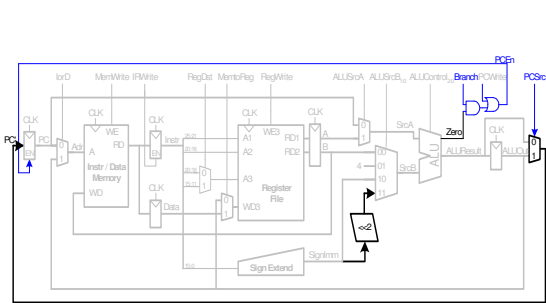 PCEn
IorD MemWrite IRWrite RegDst MemtoReg RegWrite ALUSrcA ALUSrcB1:0 ALUControl2:0 Branch PCWrite PCSrc
CLK CLK CLK CLK CLK CLK
PC' PC EN Adr A WE RD Instr / Data Memory WD
0 1
EN Instr
25:21 A1 WE3 RD1 A
20:16 A2 RD2 B
20:16 0
15:11 1
A3 Register File
CLK
Data 0 1 WD3
0 1 SrcA Zero
4 00 01 10 11 SrcB ALU ALUResult ALUOut 0 1
<<2
SignImm
15:0 Sign Extend